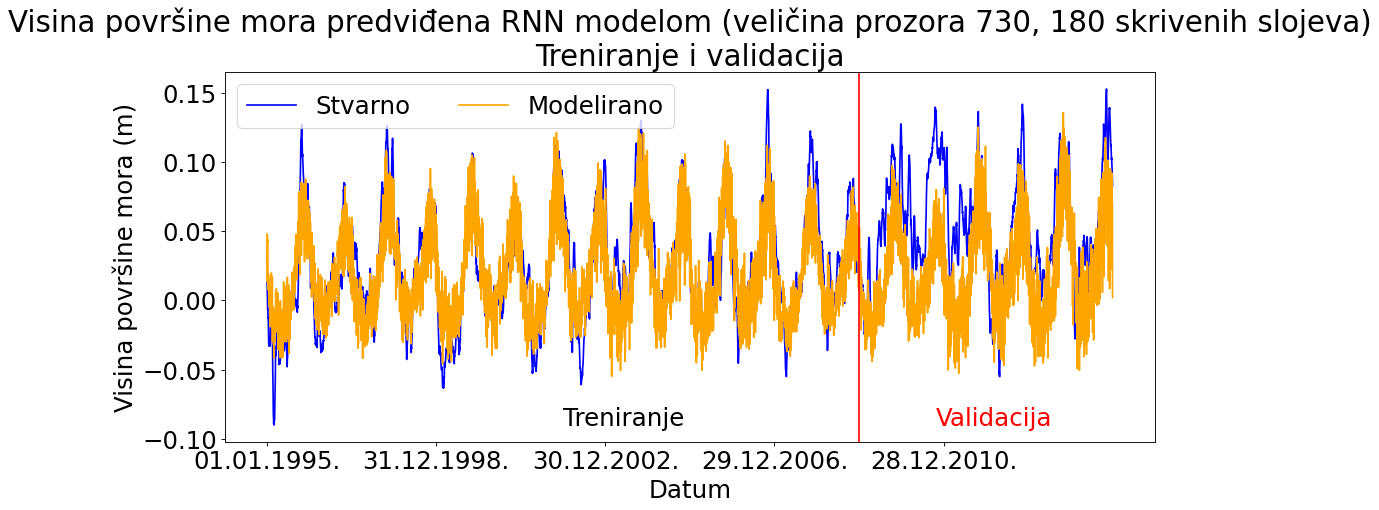 Visina površine mora predviđena RNN modelom (veličina prozora 730, 180 skrivenih slojeva)
Treniranje i validacija
Stvarno
Modelirano
Visina površine mora (m)
0.15
0.10
0.05
0.00
−0.05
−0.10
Treniranje
Validacija
01.01.1995.
31.12.1998.
30.12.2002.
29.12.2006.
28.12.2010.
Datum